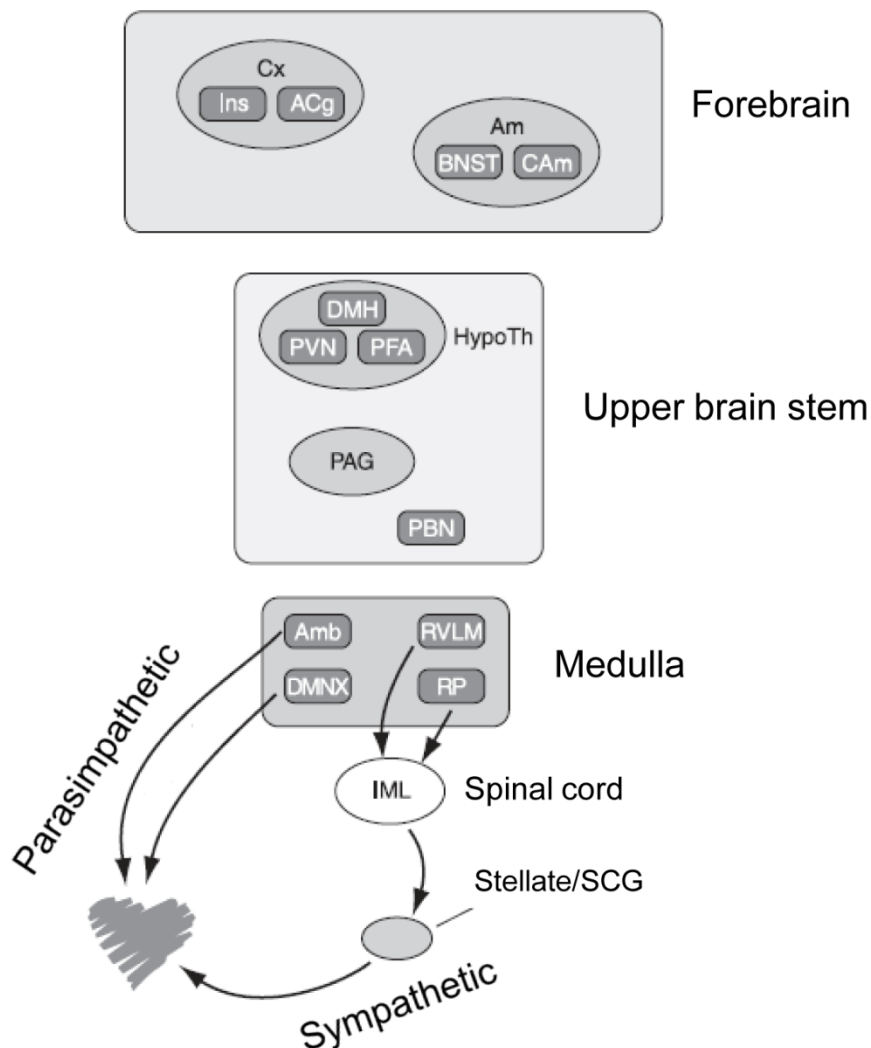 Cx
Ins ACg
Forebrain
Am
BNST CAm
DMH
PVN PFA
HypoTh
Upper brain stem
PAG
PBN
Amb RVLM
Medulla
DMNX RP
Parasimpathetic
IML
Spinal cord
Stellate/SCG
Sympathetic